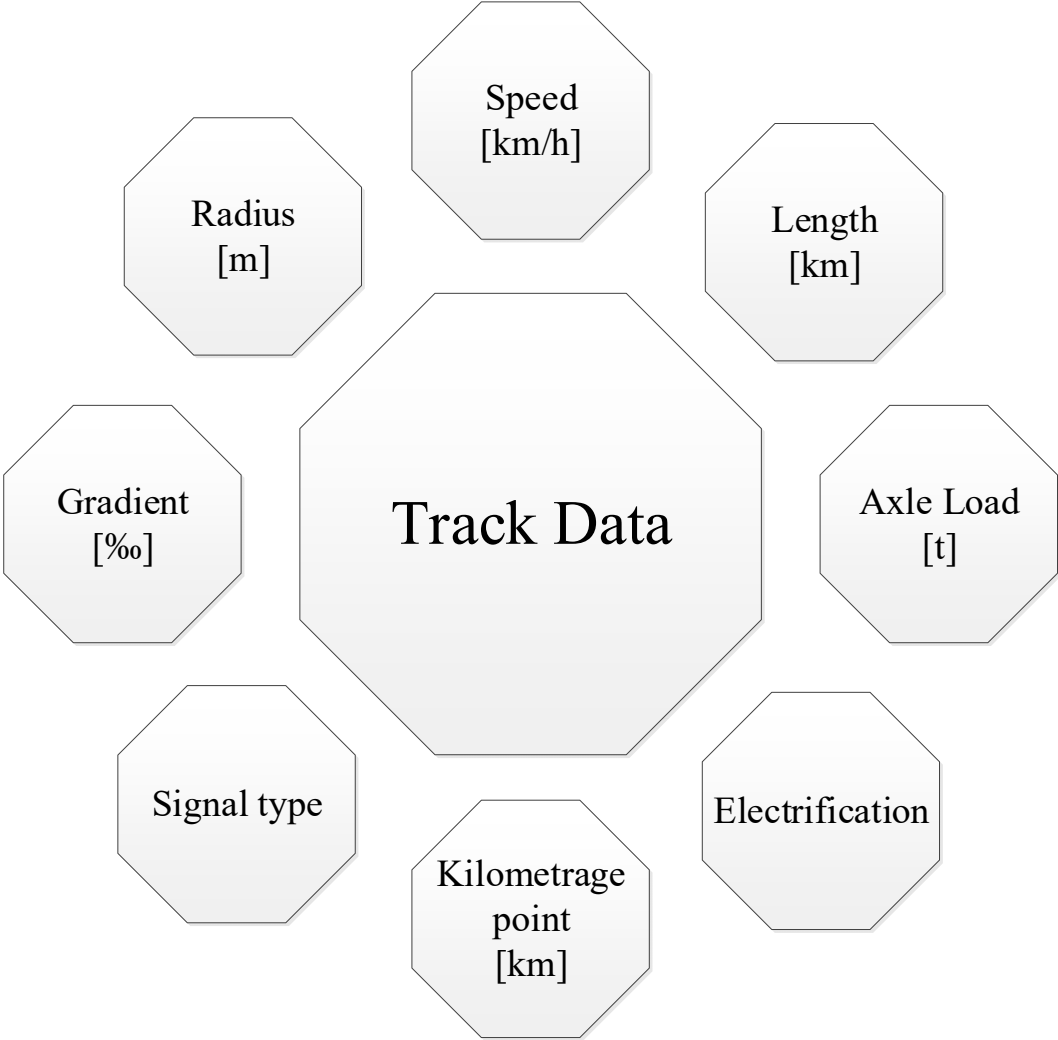 Speed
[km/h]
Radius
[m]
Length
[km]
Gradient
[‰]
Track Data
Axle Load
[t]
Signal type
Electrification
Kilometrage
point
[km]